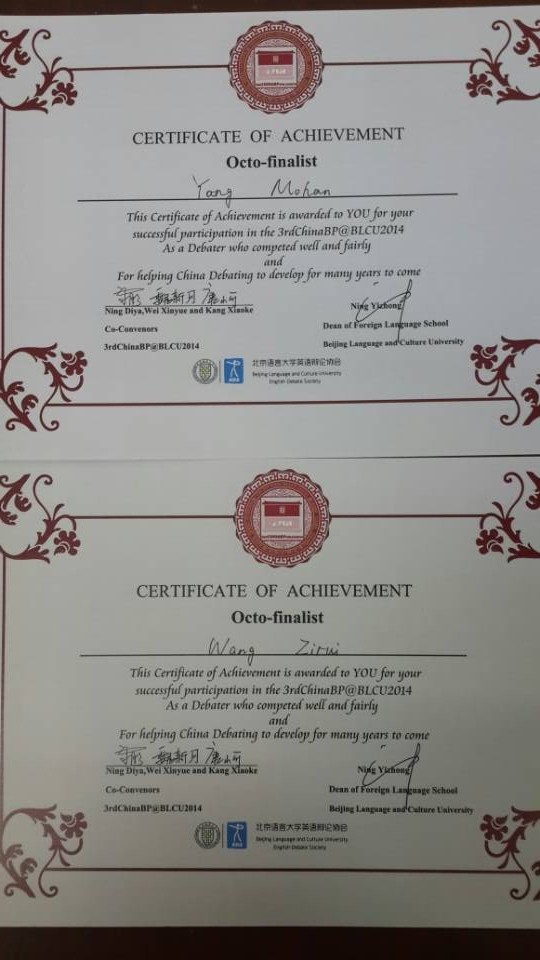 CERTIFICATE OF ACHIEVEMENT
Octo-finalist
Yang Mohan
This Certificate of Achievement is awarded to YOU for your
successful participation in the 3rdChinaBP@BLCU2014
As a Debater who competed well and fairly
and
For helping China Debating to develop for many years to come
Ning Diya,Wei Xinyue and Kang Xiaoke
Ning Yichong
Co-Convenors
Dean of Foreign Language School
3rdChinaBP@BLCU2014
Beijing Language and Culture University
北京语言大学英语辩论协会
Beijing Language and Culture University
English Debate Society
CERTIFICATE OF ACHIEVEMENT
Octo-finalist
Wang Zirui
This Certificate of Achievement is awarded to YOU for your
successful participation in the 3rdChinaBP@BLCU2014
As a Debater who competed well and fairly
and
For helping China Debating to develop for many years to come
Ning Diya,Wei Xinyue and Kang Xiaoke
Ning Yichong
Co-Convenors
Dean of Foreign Language School
3rdChinaBP@BLCU2014
Beijing Language and Culture University
北京语言大学英语辩论协会
Beijing Language and Culture University
English Debate Society